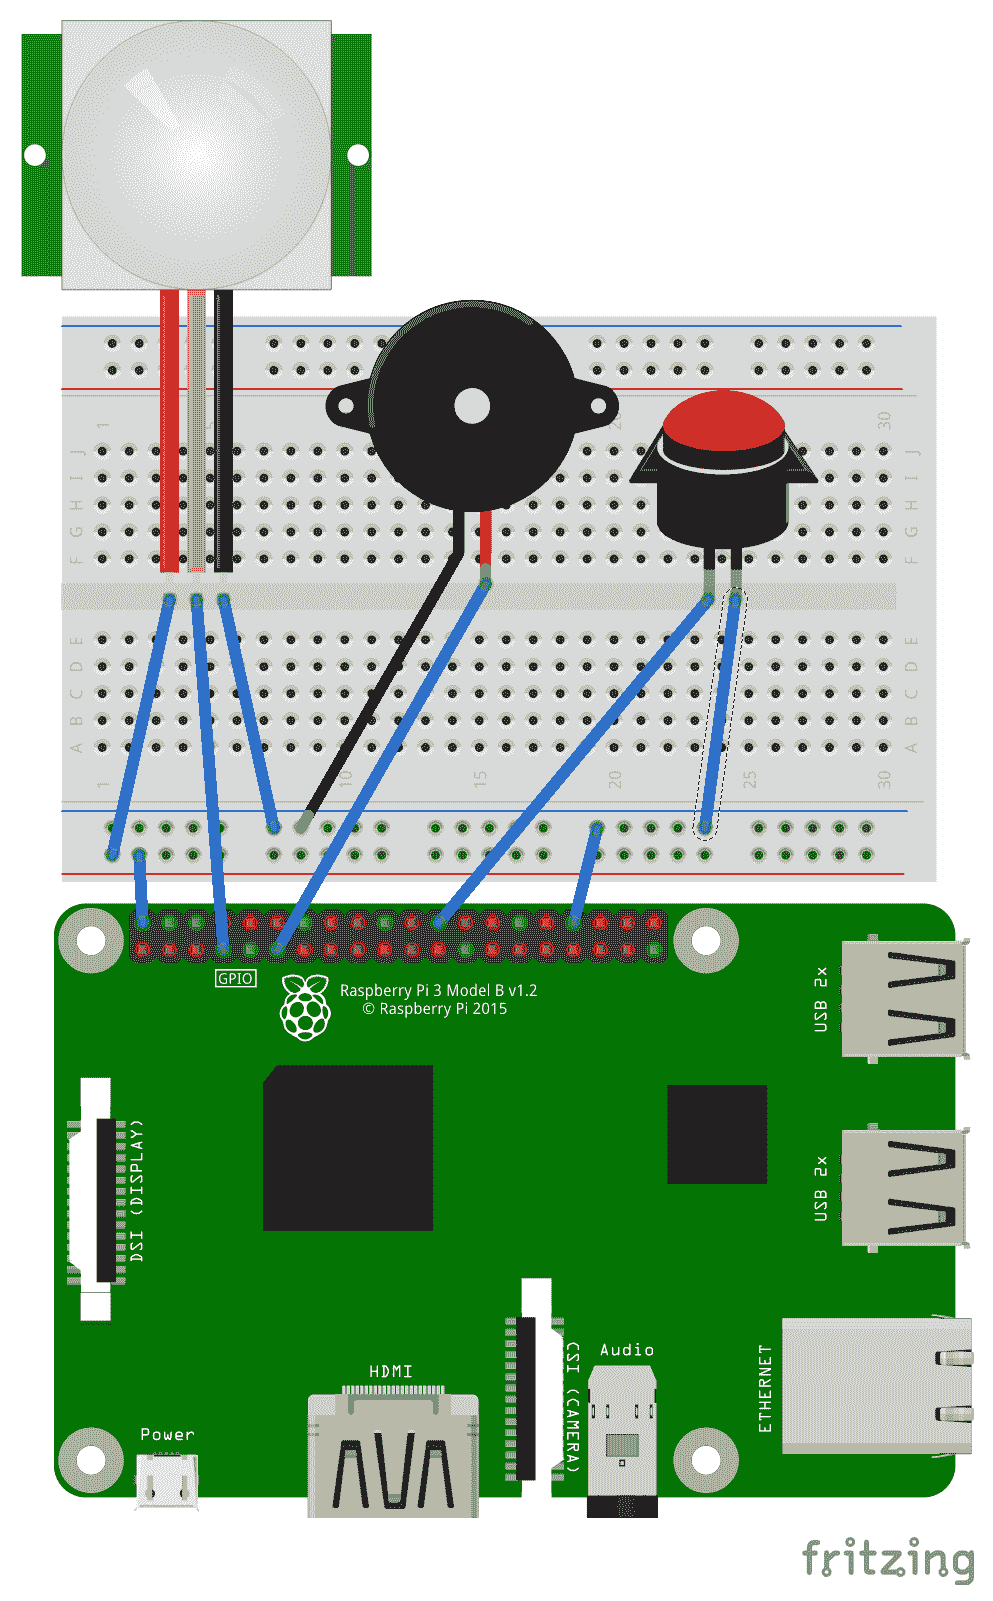 1
20
30
J
J
I
I
H
H
G
G
F
F
E
E
D
D
C
C
B
B
A
A
1
10
15
20
25
30
GPIO
Raspberry Pi 3 Model B v1.2
© Raspberry Pi 2015
USB 2x
DSI (DISPLAY)
USB 2x
HDMI
Audio
CSI (CAMERA)
ETHERNET
Power
fritzing